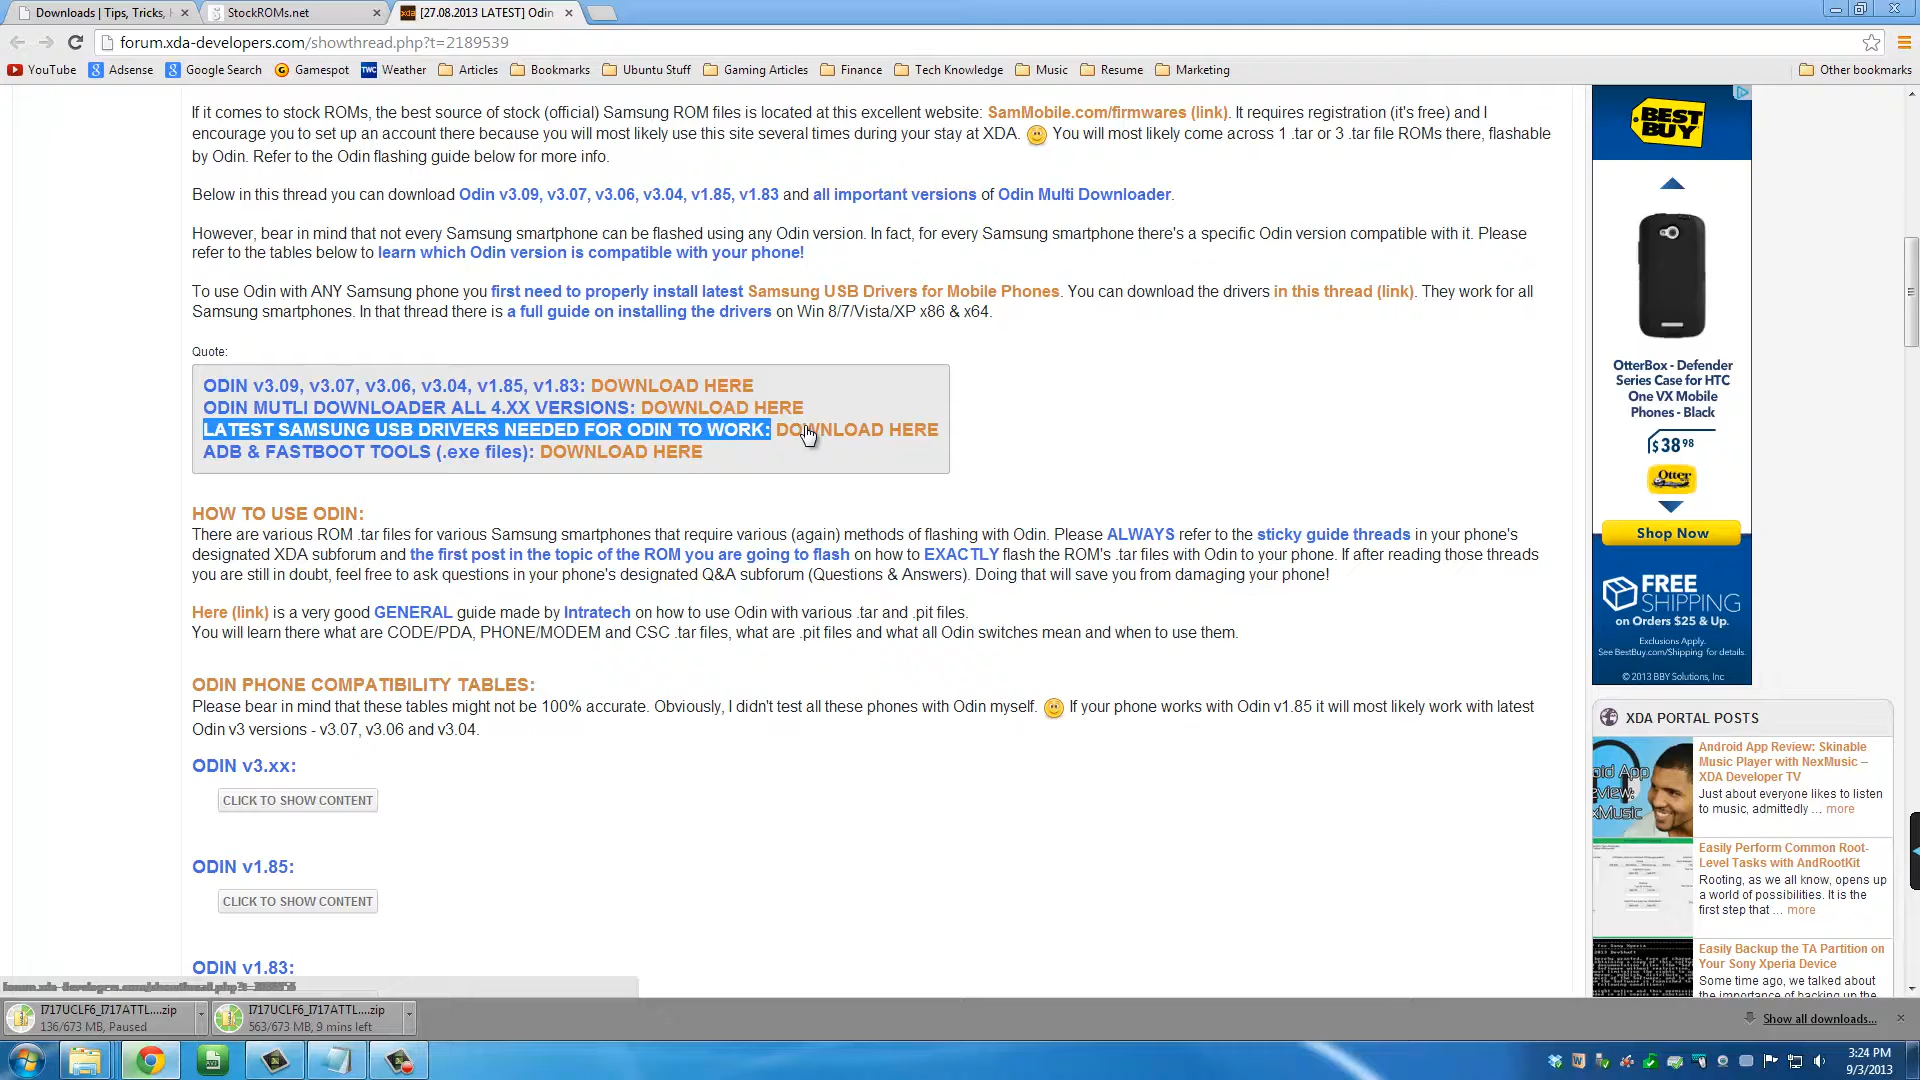 Downloads | Tips, Tricks,
StockROMs.net
[27.08.2013 LATEST] Odin
forum.xda-developers.com/showthread.php?t=2189539
YouTube Adsense Google Search Gamespot Weather Articles Bookmarks Ubuntu Stuff Gaming Articles Finance Tech Knowledge Music Resume Marketing Other bookmarks
If it comes to stock ROMs, the best source of stock (official) Samsung ROM files is located at this excellent website: SamMobile.com/firmwares (link). It requires registration (it's free) and I
encourage you to set up an account there because you will most likely use this site several times during your stay at XDA. You will most likely come across 1 .tar or 3 .tar file ROMs there, flashable
by Odin. Refer to the Odin flashing guide below for more info.
Below in this thread you can download Odin v3.09, v3.07, v3.06, v3.04, v1.85, v1.83 and all important versions of Odin Multi Downloader.
However, bear in mind that not every Samsung smartphone can be flashed using any Odin version. In fact, for every Samsung smartphone there's a specific Odin version compatible with it. Please
refer to the tables below to learn which Odin version is compatible with your phone!
To use Odin with ANY Samsung phone you first need to properly install latest Samsung USB Drivers for Mobile Phones. You can download the drivers in this thread (link). They work for all
Samsung smartphones. In that thread there is a full guide on installing the drivers on Win 8/7/Vista/XP x86 & x64.
Quote:
ODIN v3.09, v3.07, v3.06, v3.04, v1.85, v1.83: DOWNLOAD HERE
ODIN MUTLI DOWNLOADER ALL 4.XX VERSIONS: DOWNLOAD HERE
LATEST SAMSUNG USB DRIVERS NEEDED FOR ODIN TO WORK: DOWNLOAD HERE
ADB & FASTBOOT TOOLS (.exe files): DOWNLOAD HERE
HOW TO USE ODIN:
There are various ROM .tar files for various Samsung smartphones that require various (again) methods of flashing with Odin. Please ALWAYS refer to the sticky guide threads in your phone's
designated XDA subforum and the first post in the topic of the ROM you are going to flash on how to EXACTLY flash the ROM's .tar files with Odin to your phone. If after reading those threads
you are still in doubt, feel free to ask questions in your phone's designated Q&A subforum (Questions & Answers). Doing that will save you from damaging your phone!
Here (link) is a very good GENERAL guide made by Intratech on how to use Odin with various .tar and .pit files.
You will learn there what are CODE/PDA, PHONE/MODEM and CSC .tar files, what are .pit files and what all Odin switches mean and when to use them.
ODIN PHONE COMPATIBILITY TABLES:
Please bear in mind that these tables might not be 100% accurate. Obviously, I didn't test all these phones with Odin myself. If your phone works with Odin v1.85 it will most likely work with latest
Odin v3 versions - v3.07, v3.06 and v3.04.
ODIN v3.xx:
CLICK TO SHOW CONTENT
ODIN v1.85:
CLICK TO SHOW CONTENT
ODIN v1.83:
BEST
BUY
OtterBox - Defender
Series Case for HTC
One VX Mobile
Phones - Black
$38 98
Otter
Shop Now
FREE
SHIPPING
on Orders $25 & Up.
Exclusions Apply.
See BestBuy.com/Shipping for details.
© 2013 BBY Solutions, Inc
XDA PORTAL POSTS
Android App Review: Skinable
Music Player with NexMusic –
XDA Developer TV
Just about everyone likes to listen
to music, admittedly ... more
Easily Perform Common Root-
Level Tasks with AndRootKit
Rooting, as we all know, opens up
a world of possibilities. It is the
first step that ... more
Easily Backup the TA Partition on
Your Sony Xperia Device
Some time ago, we talked about
the importance of backing up the
I717UCLF6_I717ATTL....zip
136/673 MB, Paused
I717UCLF6_I717ATTL....zip
563/673 MB, 9 mins left
Show all downloads...
3:24 PM
9/3/2013